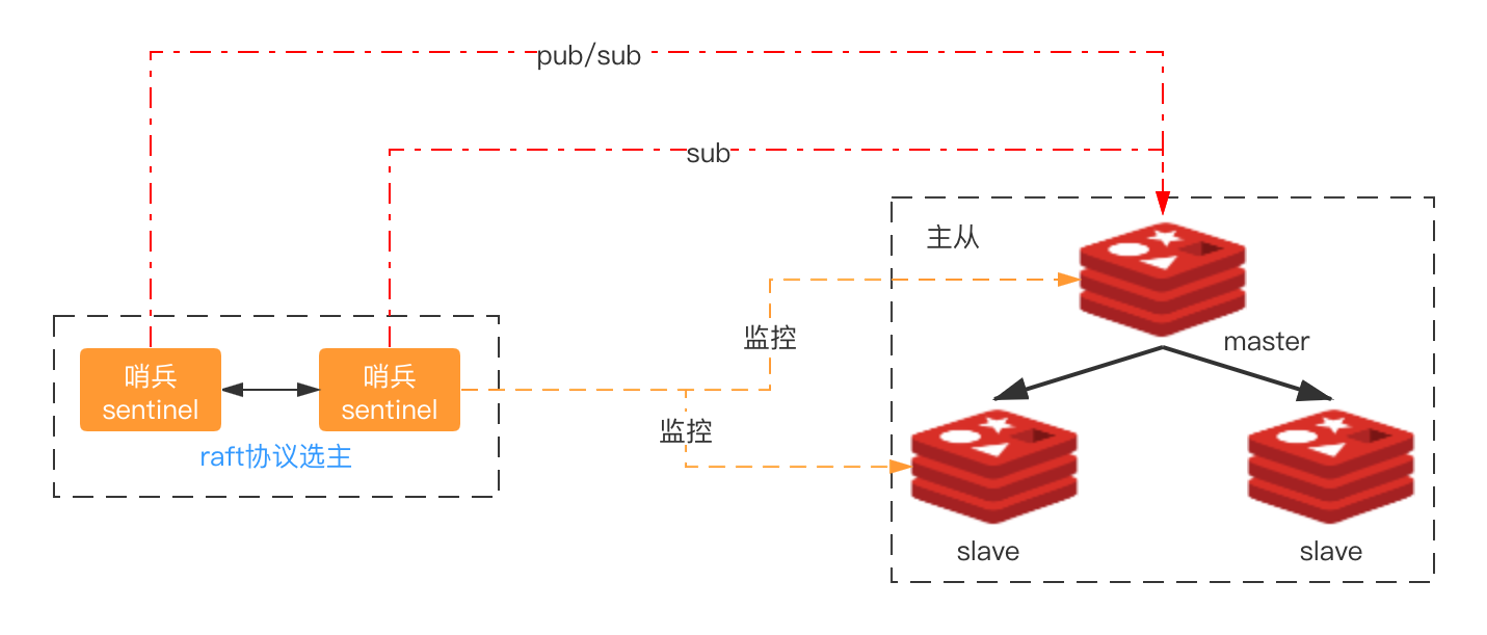 pub/sub
sub
主从
监控
master
哨兵
sentinel
哨兵
sentinel
监控
raft协议选主
slave
slave